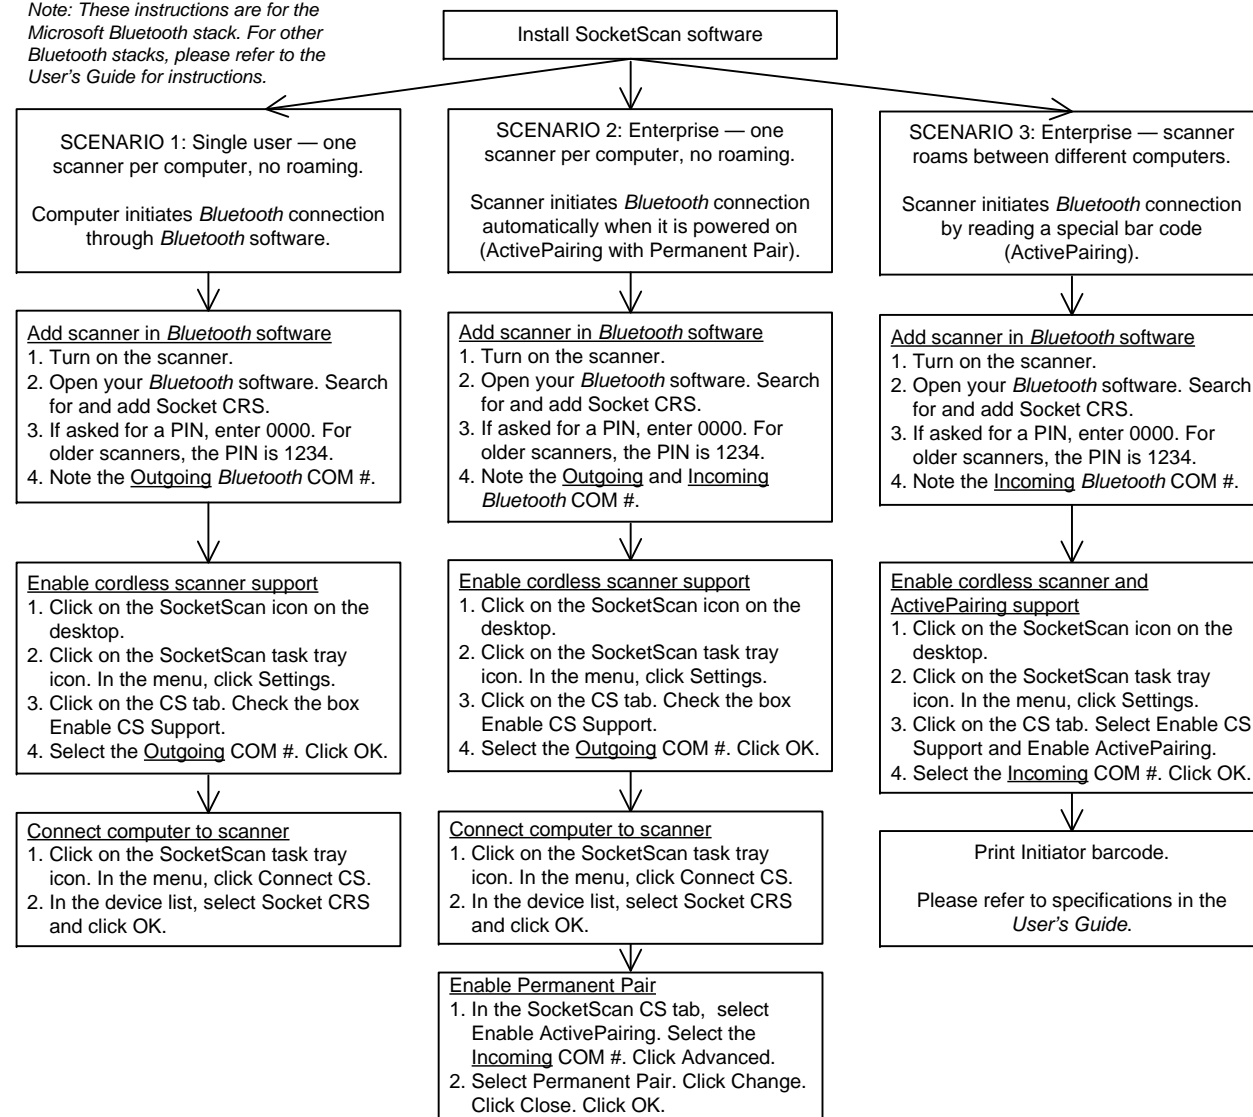 Note: These instructions are for the
Microsoft Bluetooth stack. For other
Bluetooth stacks, please refer to the
User's Guide for instructions.
Install SocketScan software
SCENARIO 1: Single user — one
scanner per computer, no roaming.
Computer initiates Bluetooth connection
through Bluetooth software.
Add scanner in Bluetooth software
1. Turn on the scanner.
2. Open your Bluetooth software. Search
for and add Socket CRS.
3. If asked for a PIN, enter 0000. For
older scanners, the PIN is 1234.
4. Note the Outgoing Bluetooth COM #.
Enable cordless scanner support
1. Click on the SocketScan icon on the
desktop.
2. Click on the SocketScan task tray
icon. In the menu, click Settings.
3. Click on the CS tab. Check the box
Enable CS Support.
4. Select the Outgoing COM #. Click OK.
Connect computer to scanner
1. Click on the SocketScan task tray
icon. In the menu, click Connect CS.
2. In the device list, select Socket CRS
and click OK.
SCENARIO 2: Enterprise — one
scanner per computer, no roaming.
Scanner initiates Bluetooth connection
automatically when it is powered on
(ActivePairing with Permanent Pair).
Add scanner in Bluetooth software
1. Turn on the scanner.
2. Open your Bluetooth software. Search
for and add Socket CRS.
3. If asked for a PIN, enter 0000. For
older scanners, the PIN is 1234.
4. Note the Outgoing and Incoming
Bluetooth COM #.
Enable cordless scanner support
1. Click on the SocketScan icon on the
desktop.
2. Click on the SocketScan task tray
icon. In the menu, click Settings.
3. Click on the CS tab. Check the box
Enable CS Support.
4. Select the Outgoing COM #. Click OK.
Connect computer to scanner
1. Click on the SocketScan task tray
icon. In the menu, click Connect CS.
2. In the device list, select Socket CRS
and click OK.
Enable Permanent Pair
1. In the SocketScan CS tab, select
Enable ActivePairing. Select the
Incoming COM #. Click Advanced.
2. Select Permanent Pair. Click Change.
Click Close. Click OK.
SCENARIO 3: Enterprise — scanner
roams between different computers.
Scanner initiates Bluetooth connection
by reading a special bar code
(ActivePairing).
Add scanner in Bluetooth software
1. Turn on the scanner.
2. Open your Bluetooth software. Search
for and add Socket CRS.
3. If asked for a PIN, enter 0000. For
older scanners, the PIN is 1234.
4. Note the Incoming Bluetooth COM #.
Enable cordless scanner and
ActivePairing support
1. Click on the SocketScan icon on the
desktop.
2. Click on the SocketScan task tray
icon. In the menu, click Settings.
3. Click on the CS tab. Select Enable CS
Support and Enable ActivePairing.
4. Select the Incoming COM #. Click OK.
Print Initiator barcode.
Please refer to specifications in the
User's Guide.